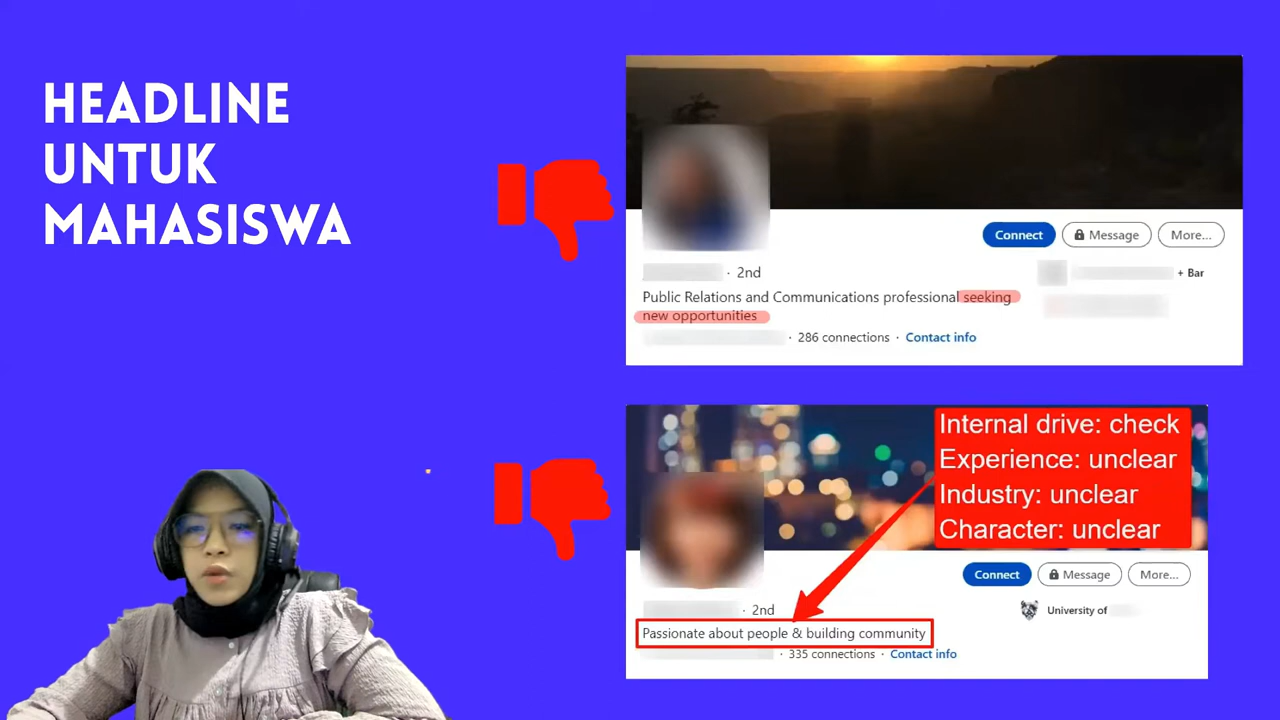 HEADLINE
UNTUK
MAHASISWA
Connect
Message
More...
· 2nd
+ Bar
Public Relations and Communications professional seeking
new opportunities
· 286 connections · Contact info
Internal drive: check
Experience: unclear
Industry: unclear
Character: unclear
Connect
Message
More...
· 2nd
University of
Passionate about people & building community
· 335 connections · Contact info